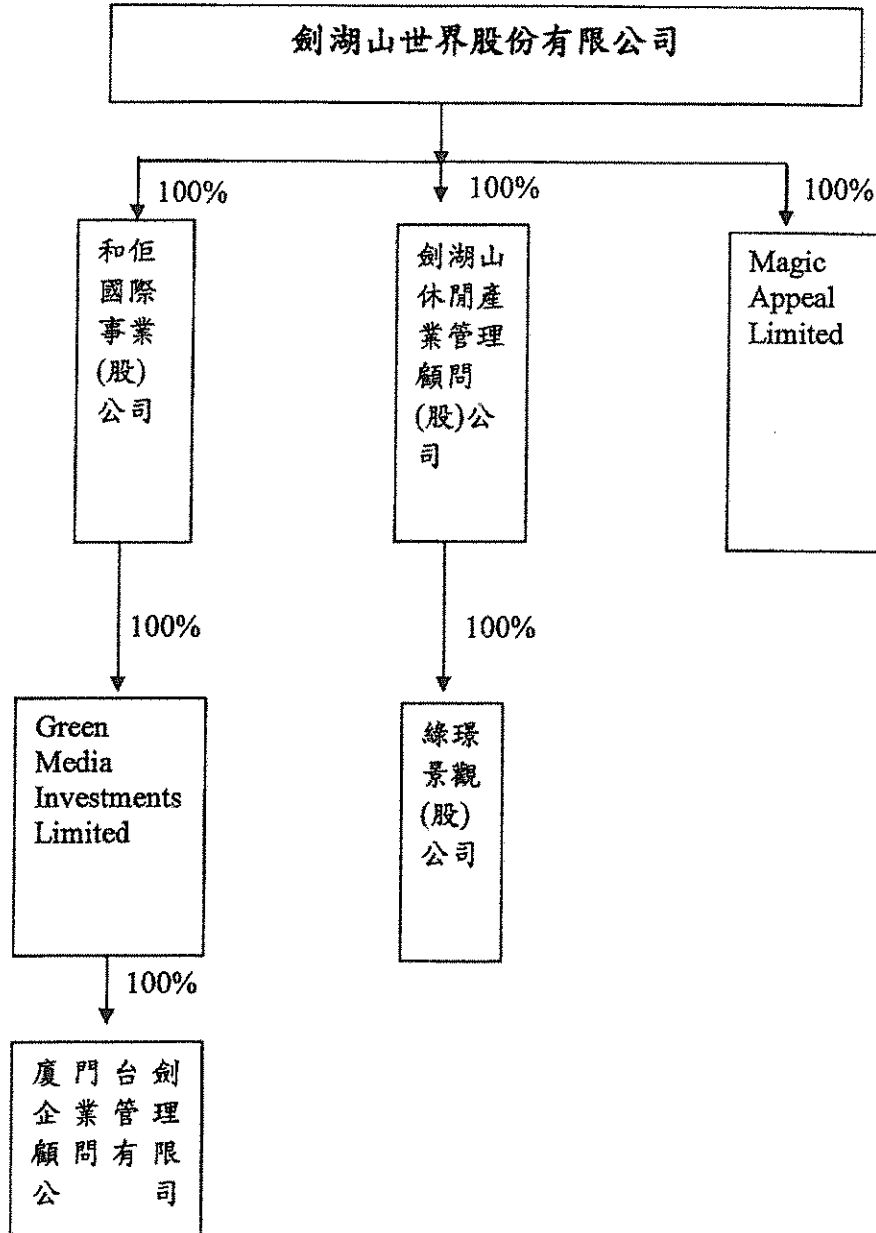 劍湖山世界股份有限公司
100%
100%
100%
和佢
國際
事業
(股)
公司
劍湖山
休閒產
業管理
顧問
(股)公
司
Magic
Appeal
Limited
100%
100%
Green
Media
Investments
Limited
綠璟
景觀
(股)
公司
100%
廈門台劍
企業管理
顧問有限
公司